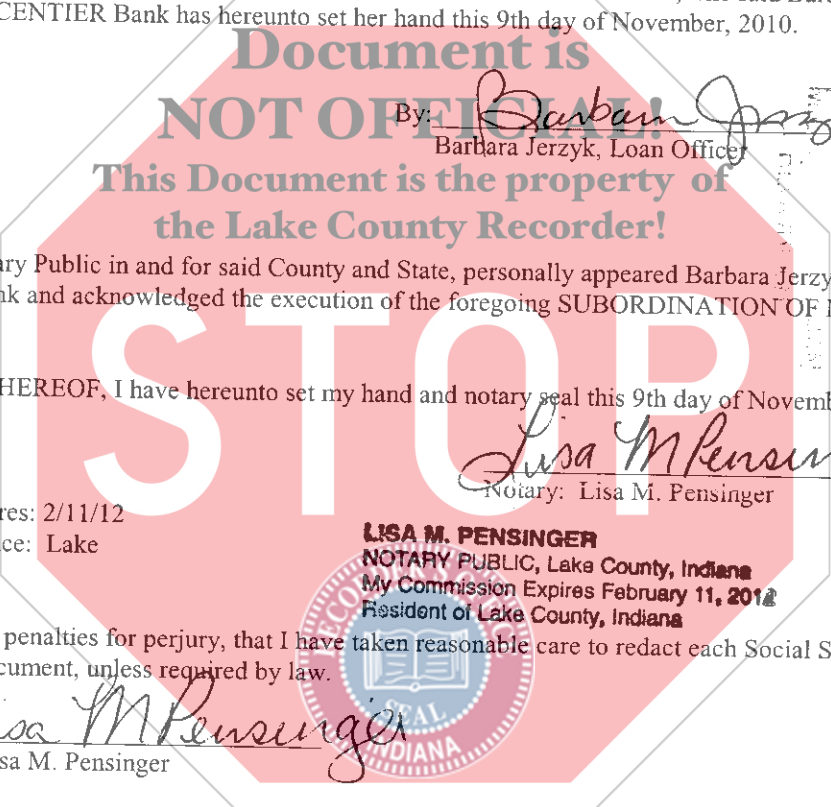 CENTIER Bank has hereunto set her hand this 9th day of November, 2010.
Document is
NOT OFFICIAL!
By: Barbara Jerzy
Barbara Jerzyk, Loan Officer
This Document is the property of
the Lake County Recorder!
ary Public in and for said County and State, personally appeared Barbara Jerzy
nk and acknowledged the execution of the foregoing SUBORDINATION OF
STOP
HEREOF, I have hereunto set my hand and notary seal this 9th day of Novemb
Lisa M Pensin
Notary: Lisa M. Pensinger
res: 2/11/12
ce: Lake
LISA M. PENSINGER
NOTARY PUBLIC, Lake County, Indiana
My Commission Expires February 11, 2012
Resident of Lake County, Indiana
RECORDER'S OFFICE
penalties for perjury, that I have taken reasonable care to redact each Social S
cument, unless required by law.
SEAL
INDIANA
isa M Pensinger
sa M. Pensinger